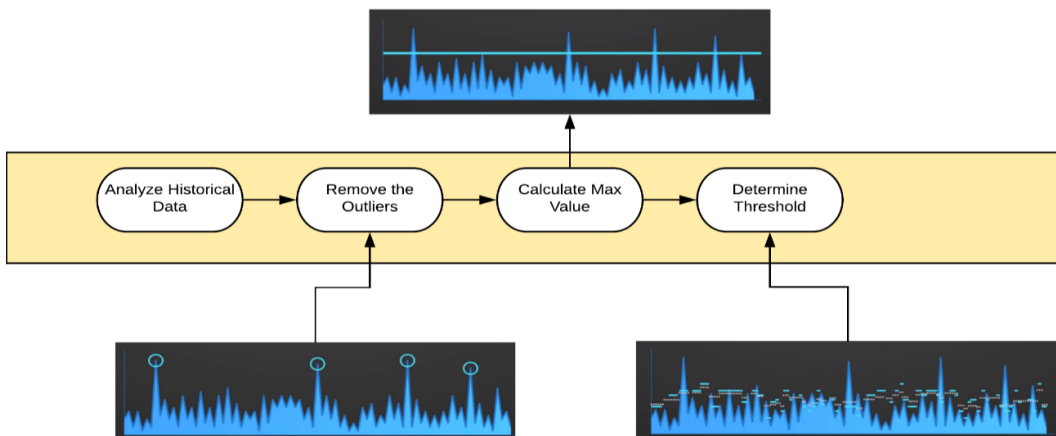 Analyze Historical
Data
Remove the
Outliers
Calculate Max
Value
Determine
Threshold